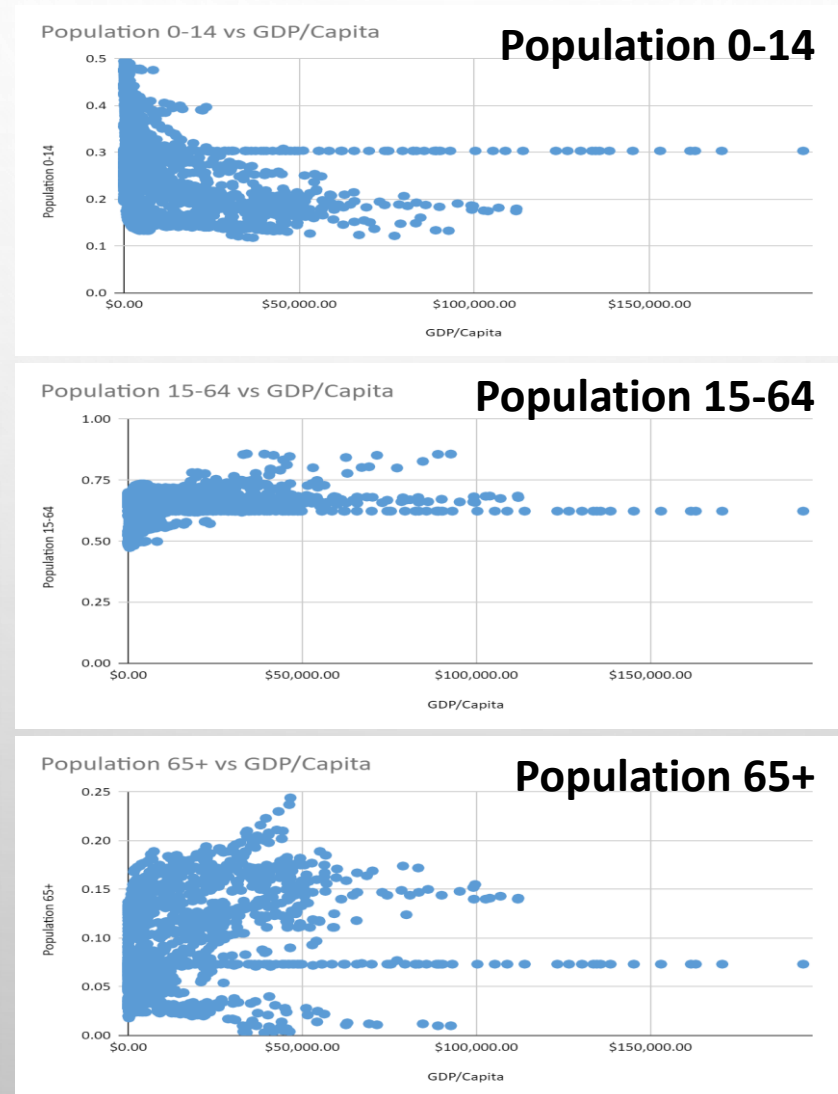 Population 0-14 vs GDP/Capita
Population 0-14
0.5
0.4
0.3
0.2
0.1
0.0
Population 0-14
$0.00 $50,000.00 $100,000.00 $150,000.00
GDP/Capita
Population 15-64 vs GDP/Capita
Population 15-64
1.00
0.75
0.50
0.25
0.00
Population 15-64
$0.00 $50,000.00 $100,000.00 $150,000.00
GDP/Capita
Population 65+ vs GDP/Capita
Population 65+
0.25
0.20
0.15
0.10
0.05
0.00
Population 65+
$0.00 $50,000.00 $100,000.00 $150,000.00
GDP/Capita